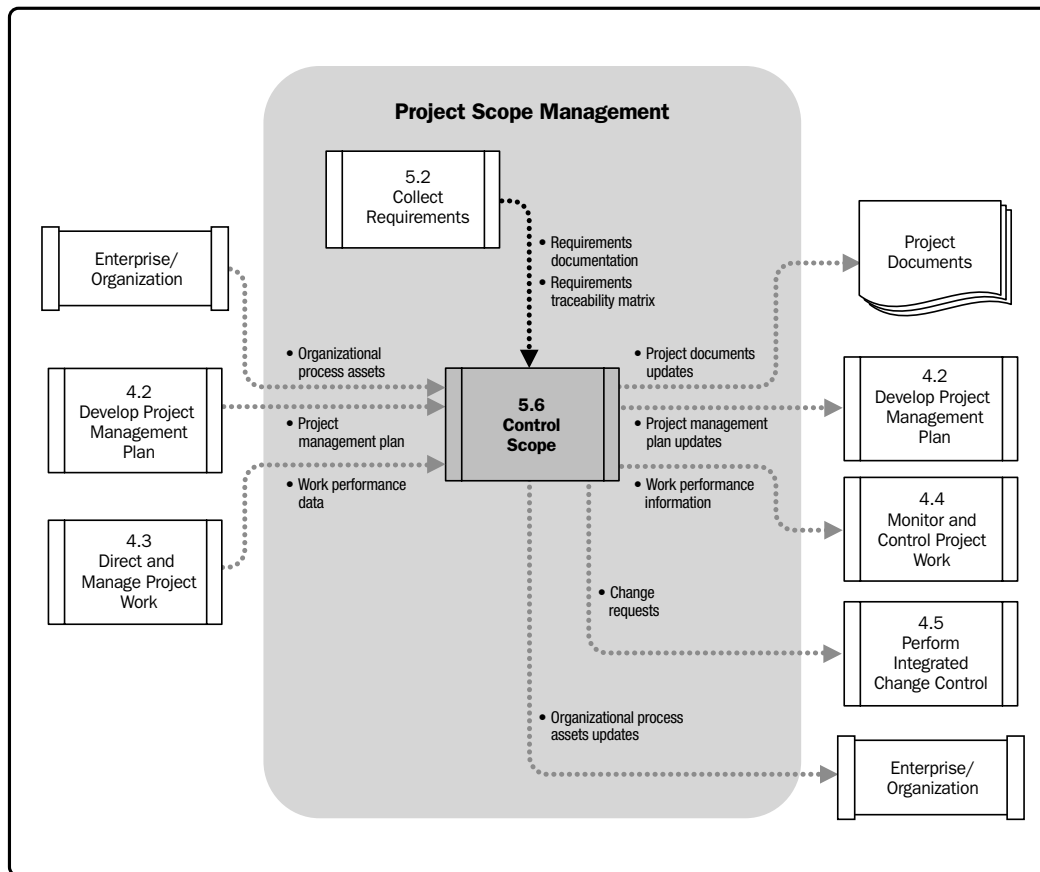 Project Scope Management
5.2
Collect
Requirements
Enterprise/
Organization
• Requirements
documentation
• Requirements
traceability matrix
Project
Documents
• Organizational
process assets
• Project documents
updates
4.2
Develop Project
Management
Plan
• Project
management plan
5.6
Control
Scope
• Project management
plan updates
4.2
Develop Project
Management
Plan
• Work performance
data
• Work performance
information
4.3
Direct and
Manage Project
Work
4.4
Monitor and
Control Project
Work
• Change
requests
4.5
Perform
Integrated
Change Control
• Organizational process
assets updates
Enterprise/
Organization